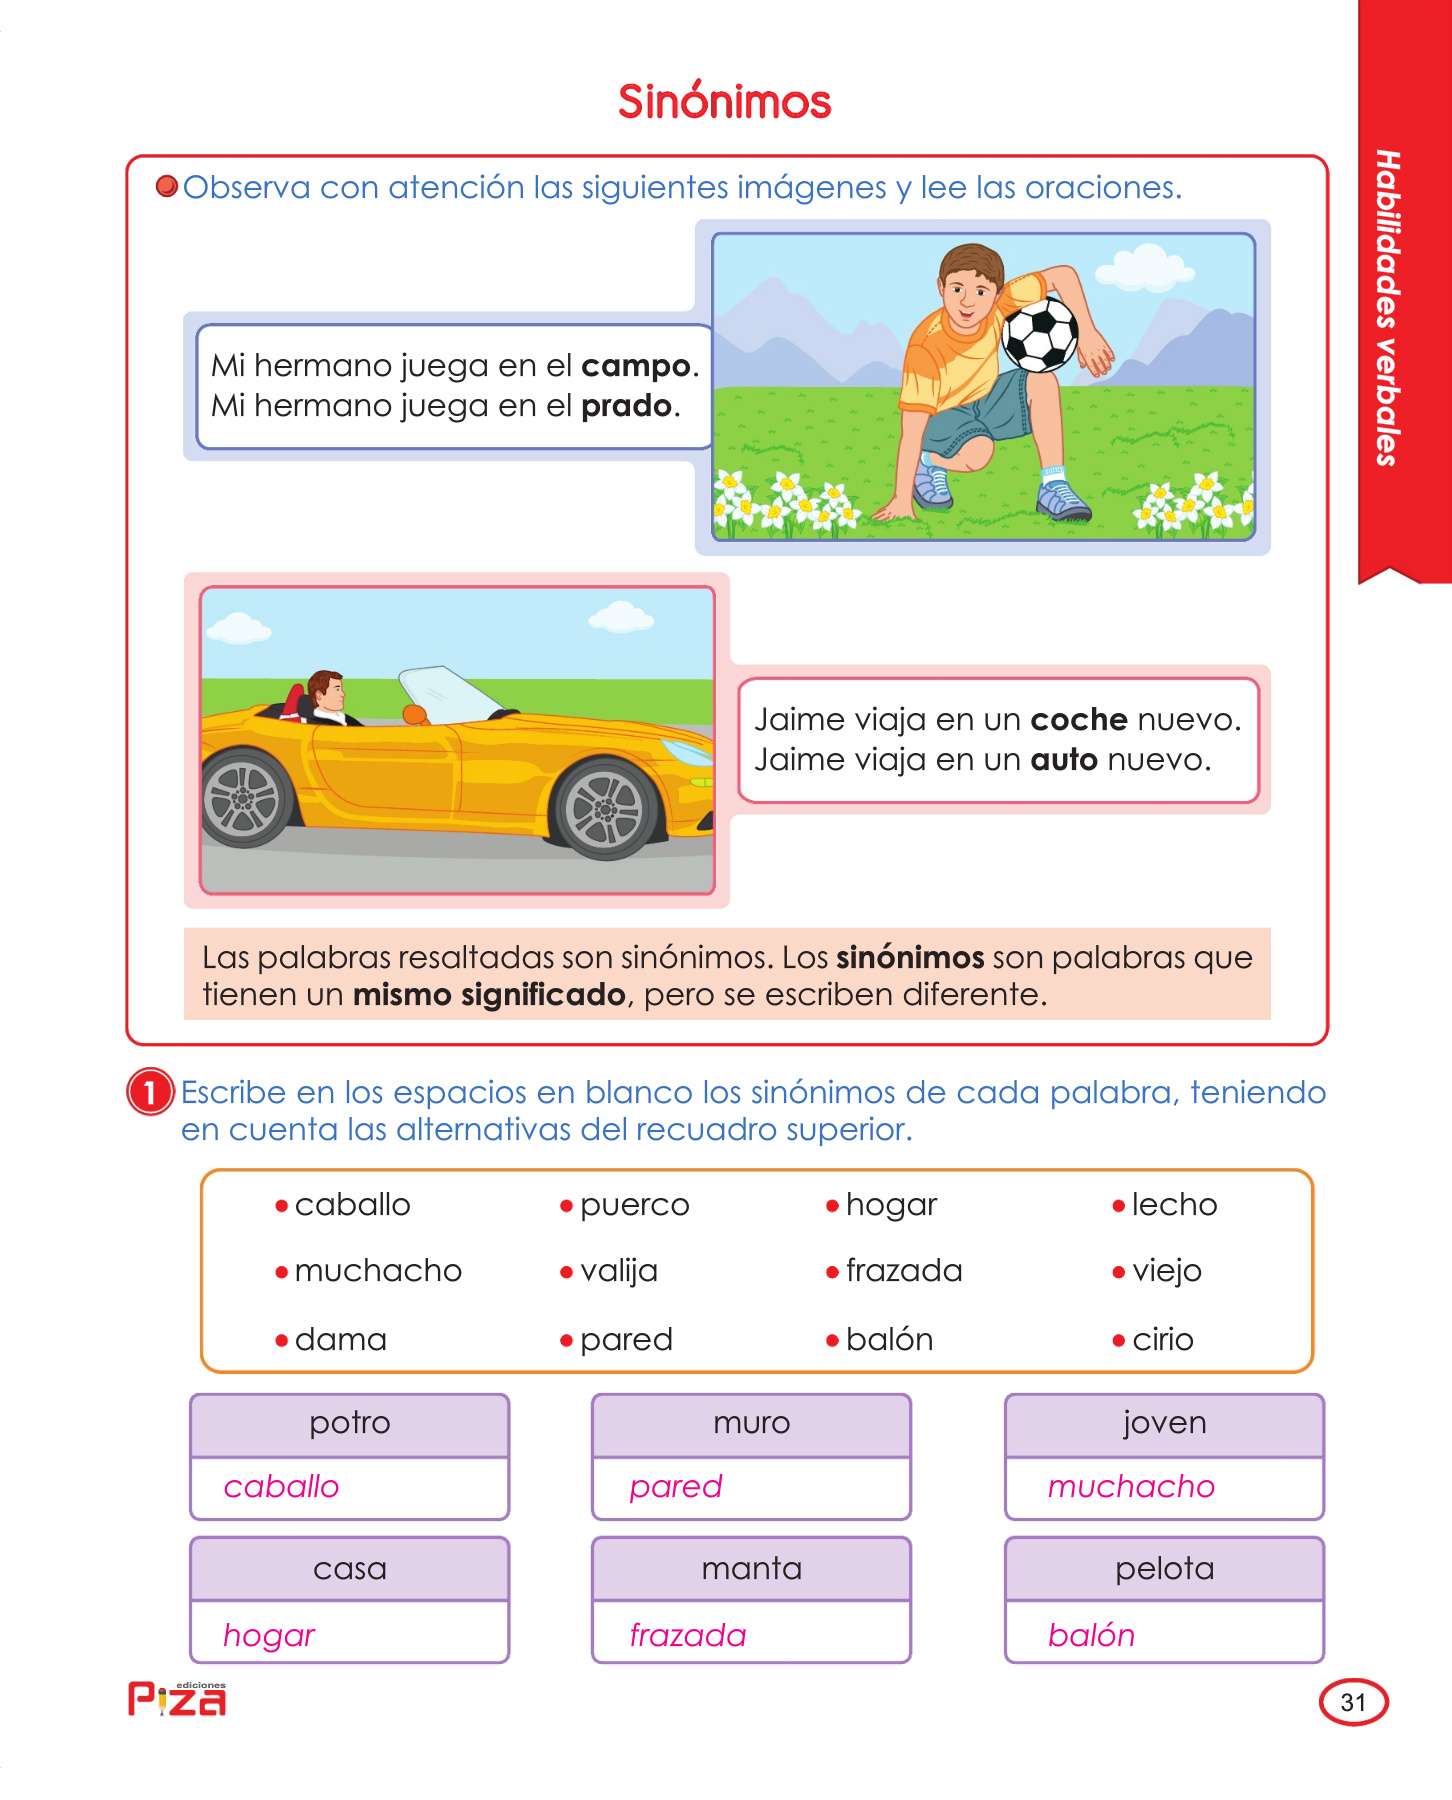 Sinónimos
Habilidades verbales
Observa con atención las siguientes imágenes y lee las oraciones.
Mi hermano juega en el campo.
Mi hermano juega en el prado.
Jaime viaja en un coche nuevo.
Jaime viaja en un auto nuevo.
Las palabras resaltadas son sinónimos. Los sinónimos son palabras que
tienen un mismo significado, pero se escriben diferente.
1 Escribe en los espacios en blanco los sinónimos de cada palabra, teniendo
en cuenta las alternativas del recuadro superior.
• caballo • puerco • hogar • lecho
• muchacho • valija • frazada • viejo
• dama • pared • balón • cirio
potro muro joven
caballo pared muchacho
casa manta pelota
hogar frazada balón
ediciones
Piza
31